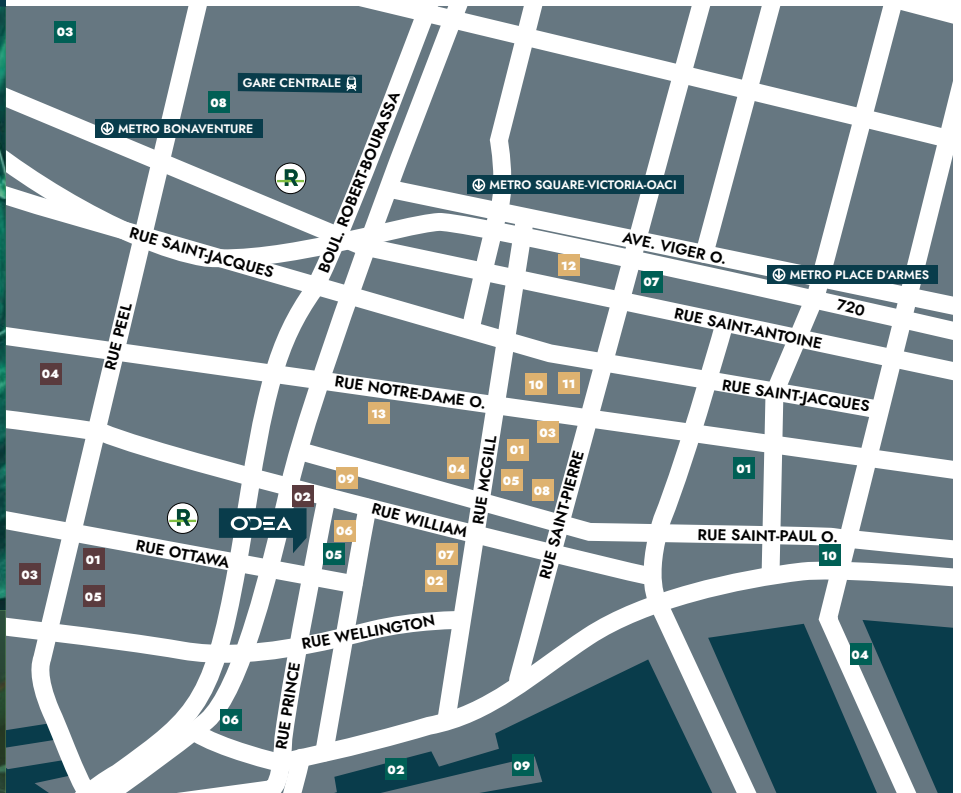 03
GARE CENTRALE
08
METRO BONAVENTURE
R
BOUL. ROBERT-BOURASSA
METRO SQUARE-VICTORIA-OACI
RUE SAINT-JACQUES
AVE. VIGER O.
12
07
METRO PLACE D'ARMES
720
RUE SAINT-ANTOINE
RUE PEEL
04
RUE NOTRE-DAME O.
10
11
RUE SAINT-JACQUES
13
03
01
RUE MCGILL
04
01
09
05
08
RUE SAINT-PIERRE
02
R
ODEA
RUE WILLIAM
06
RUE SAINT-PAUL O.
RUE OTTAWA
05
07
10
01
03
02
05
RUE WELLINGTON
04
RUE PRINCE
06
02
09